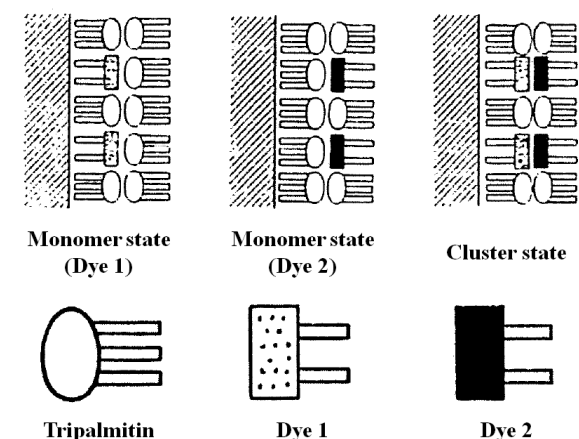 Monomer state
(Dye 1)
Monomer state
(Dye 2)
Cluster state
Tripalmitin
Dye 1
Dye 2